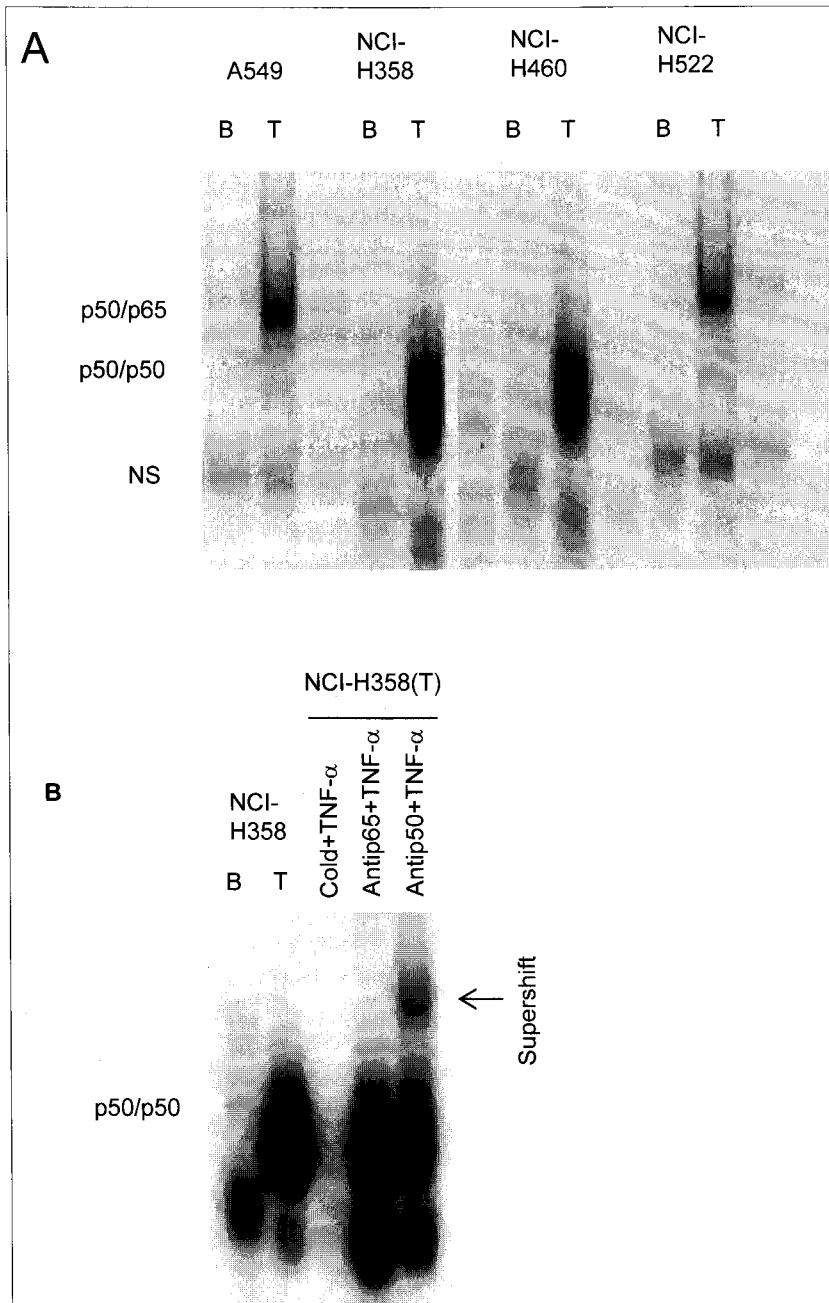 A
A549
NCI-
H358
NCI-
H460
NCI-
H522
B T B T B T B T
p50/p65
p50/p50
NS
NCI-H358(T)
B
NCI-
H358
B T
Cold+TNF-α
Antip65+TNF-α
Antip50+TNF-α
Supershift
p50/p50